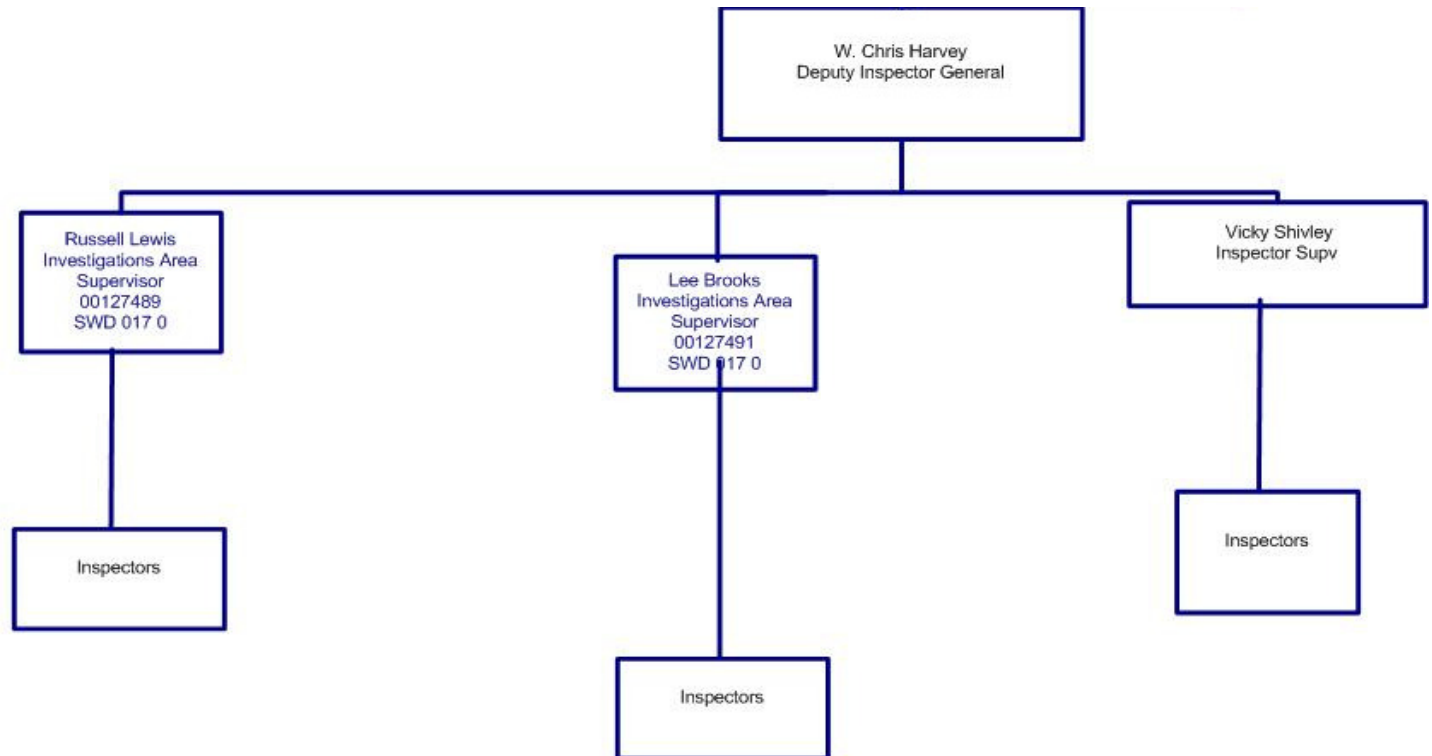 W. Chris Harvey
Deputy Inspector General
Russell Lewis
Investigations Area
Supervisor
00127489
SWD 017 0
Lee Brooks
Investigations Area
Supervisor
00127491
SWD 017 0
Vicky Shivley
Inspector Supv
Inspectors
Inspectors
Inspectors